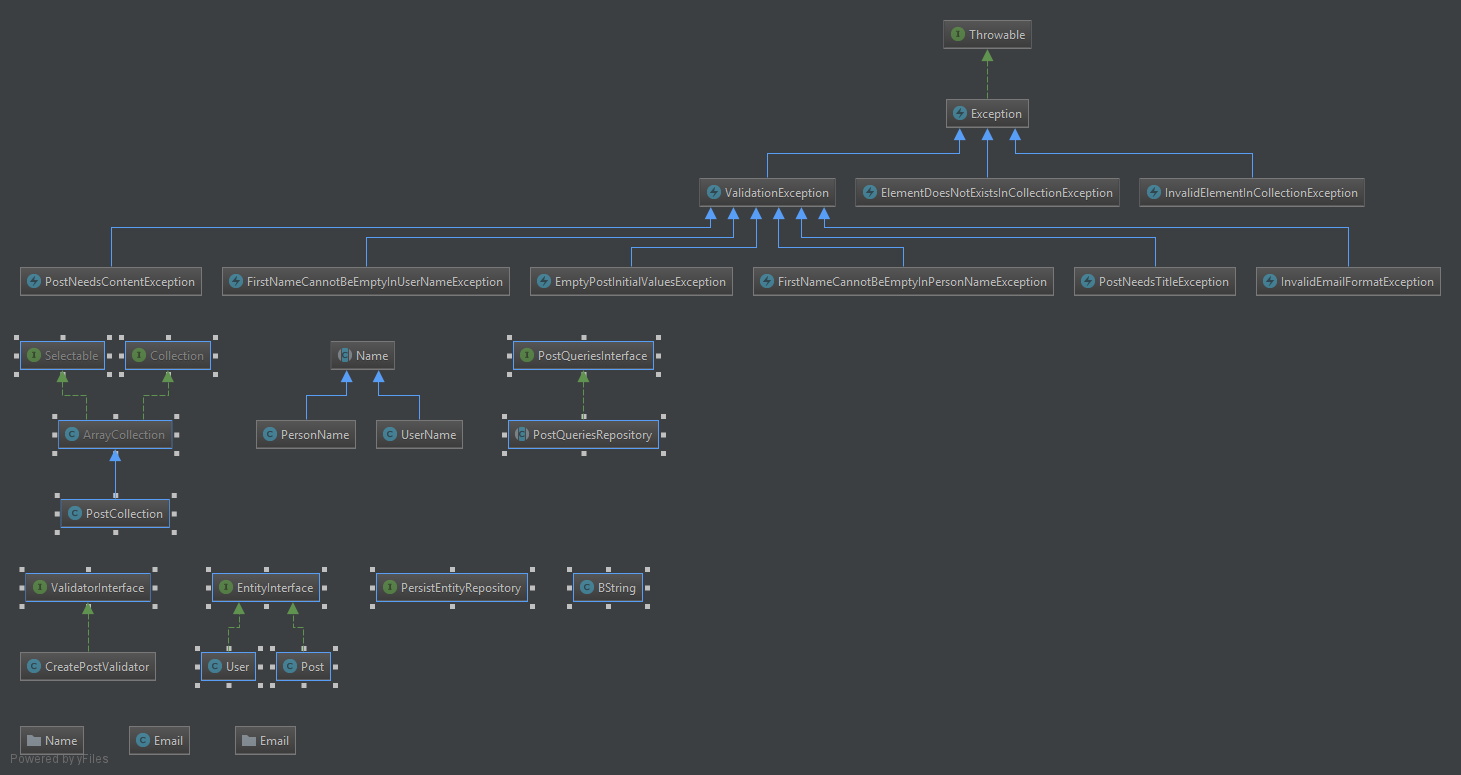 Throwable
Exception
ValidationException ElementDoesNotExistsInCollectionException InvalidElementInCollectionException
PostNeedsContentException FirstNameCannotBeEmptyInUserNameException EmptyPostInitialValuesException FirstNameCannotBeEmptyInPersonNameException PostNeedsTitleException InvalidEmailFormatException
Selectable Collection Name PostQueriesInterface
ArrayCollection PersonName UserName PostQueriesRepository
PostCollection
ValidatorInterface EntityInterface PersistEntityRepository BString
CreatePostValidator User Post
Name Email Email
Powered by yFiles